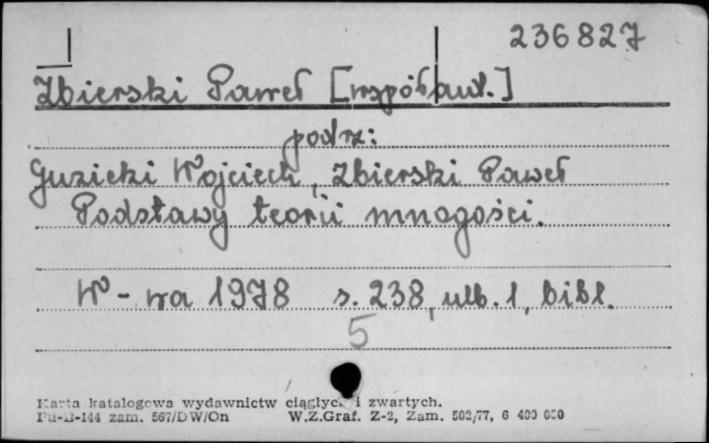 236827
Zbierski Paweł [współaut.]
podrz:
Guzicki Wojciech, Zbierski Paweł
Podstawy teorii mnogości.
W-wa 1978 s. 238, ulb. 1, bibl.
5
Karta katalogowa wydawnictw ciągłych i zwartych.
Pu-B-144 zam. 567/DW/On W.Z.Graf. Z-2, Zam. 502/77, 6 400 000